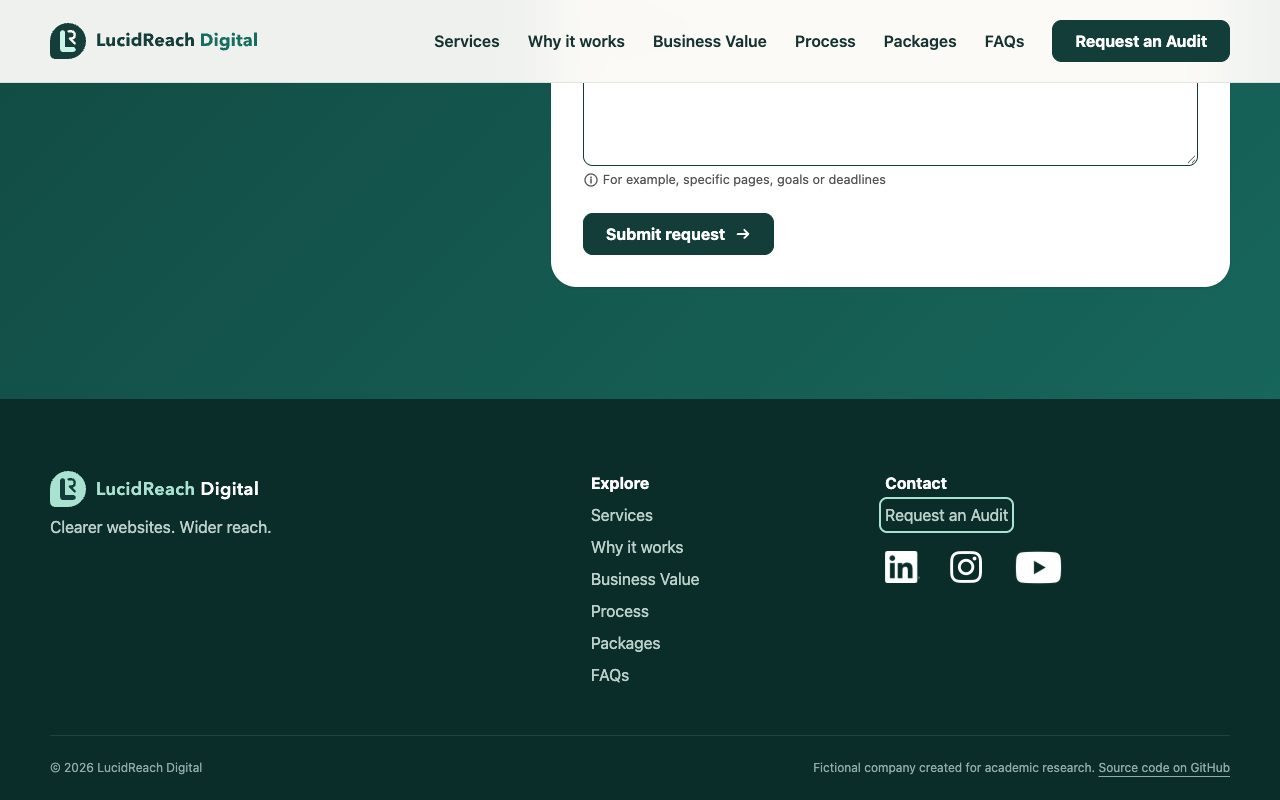 LucidReach Digital
Services
Why it works
Business Value
Process
Packages
FAQs
Request an Audit
For example, specific pages, goals or deadlines
Submit request
LucidReach Digital
Clearer websites. Wider reach.
Explore
Services
Why it works
Business Value
Process
Packages
FAQs
Contact
Request an Audit
in
© 2026 LucidReach Digital
Fictional company created for academic research. Source code on GitHub